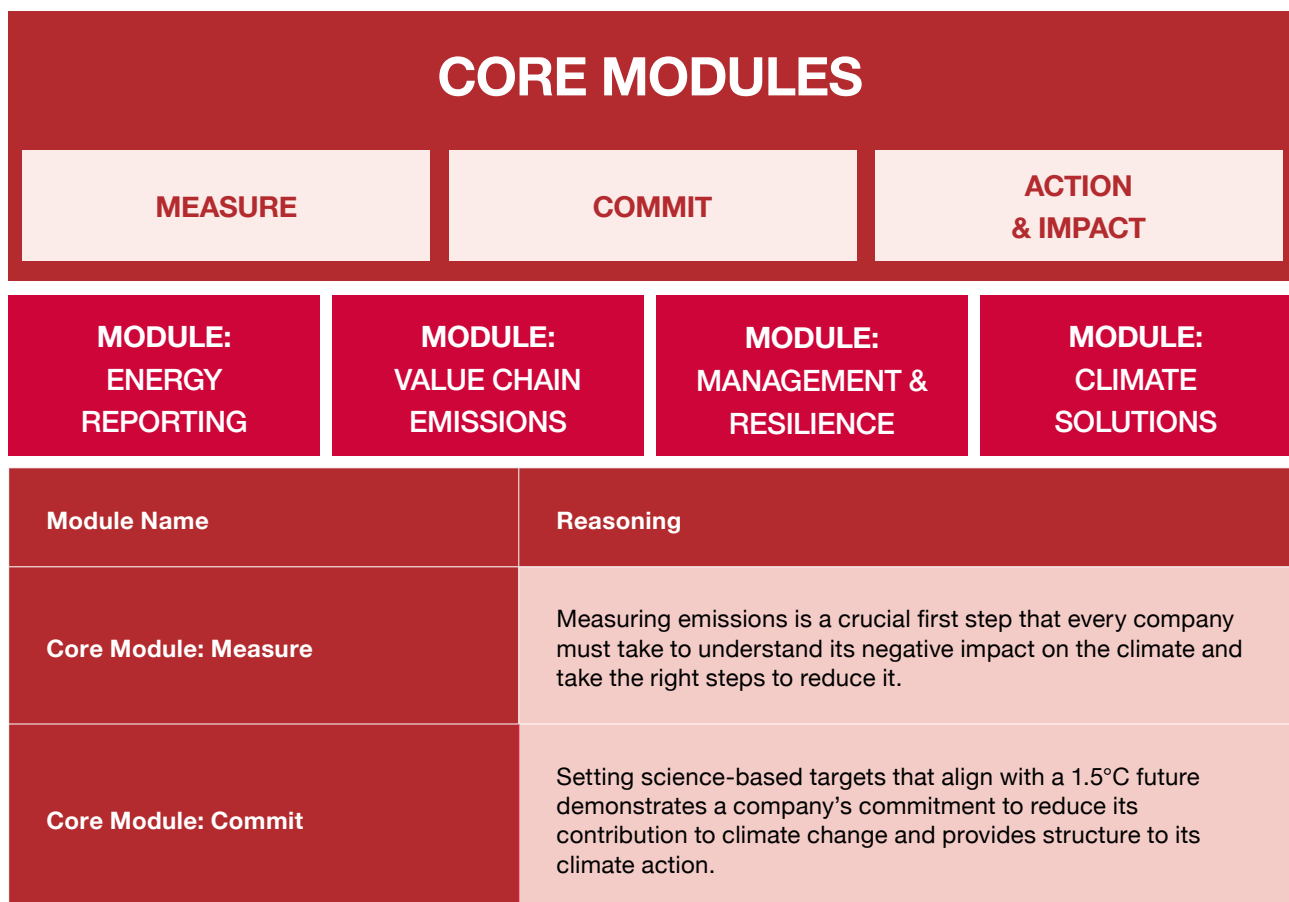 CORE MODULES
MEASURE
COMMIT
ACTION
& IMPACT
MODULE:
ENERGY
REPORTING
MODULE:
VALUE CHAIN
EMISSIONS
MODULE:
MANAGEMENT &
RESILIENCE
MODULE:
CLIMATE
SOLUTIONS
Module Name
Reasoning
Core Module: Measure
Measuring emissions is a crucial first step that every company
must take to understand its negative impact on the climate and
take the right steps to reduce it.
Core Module: Commit
Setting science-based targets that align with a 1.5°C future
demonstrates a company’s commitment to reduce its
contribution to climate change and provides structure to its
climate action.